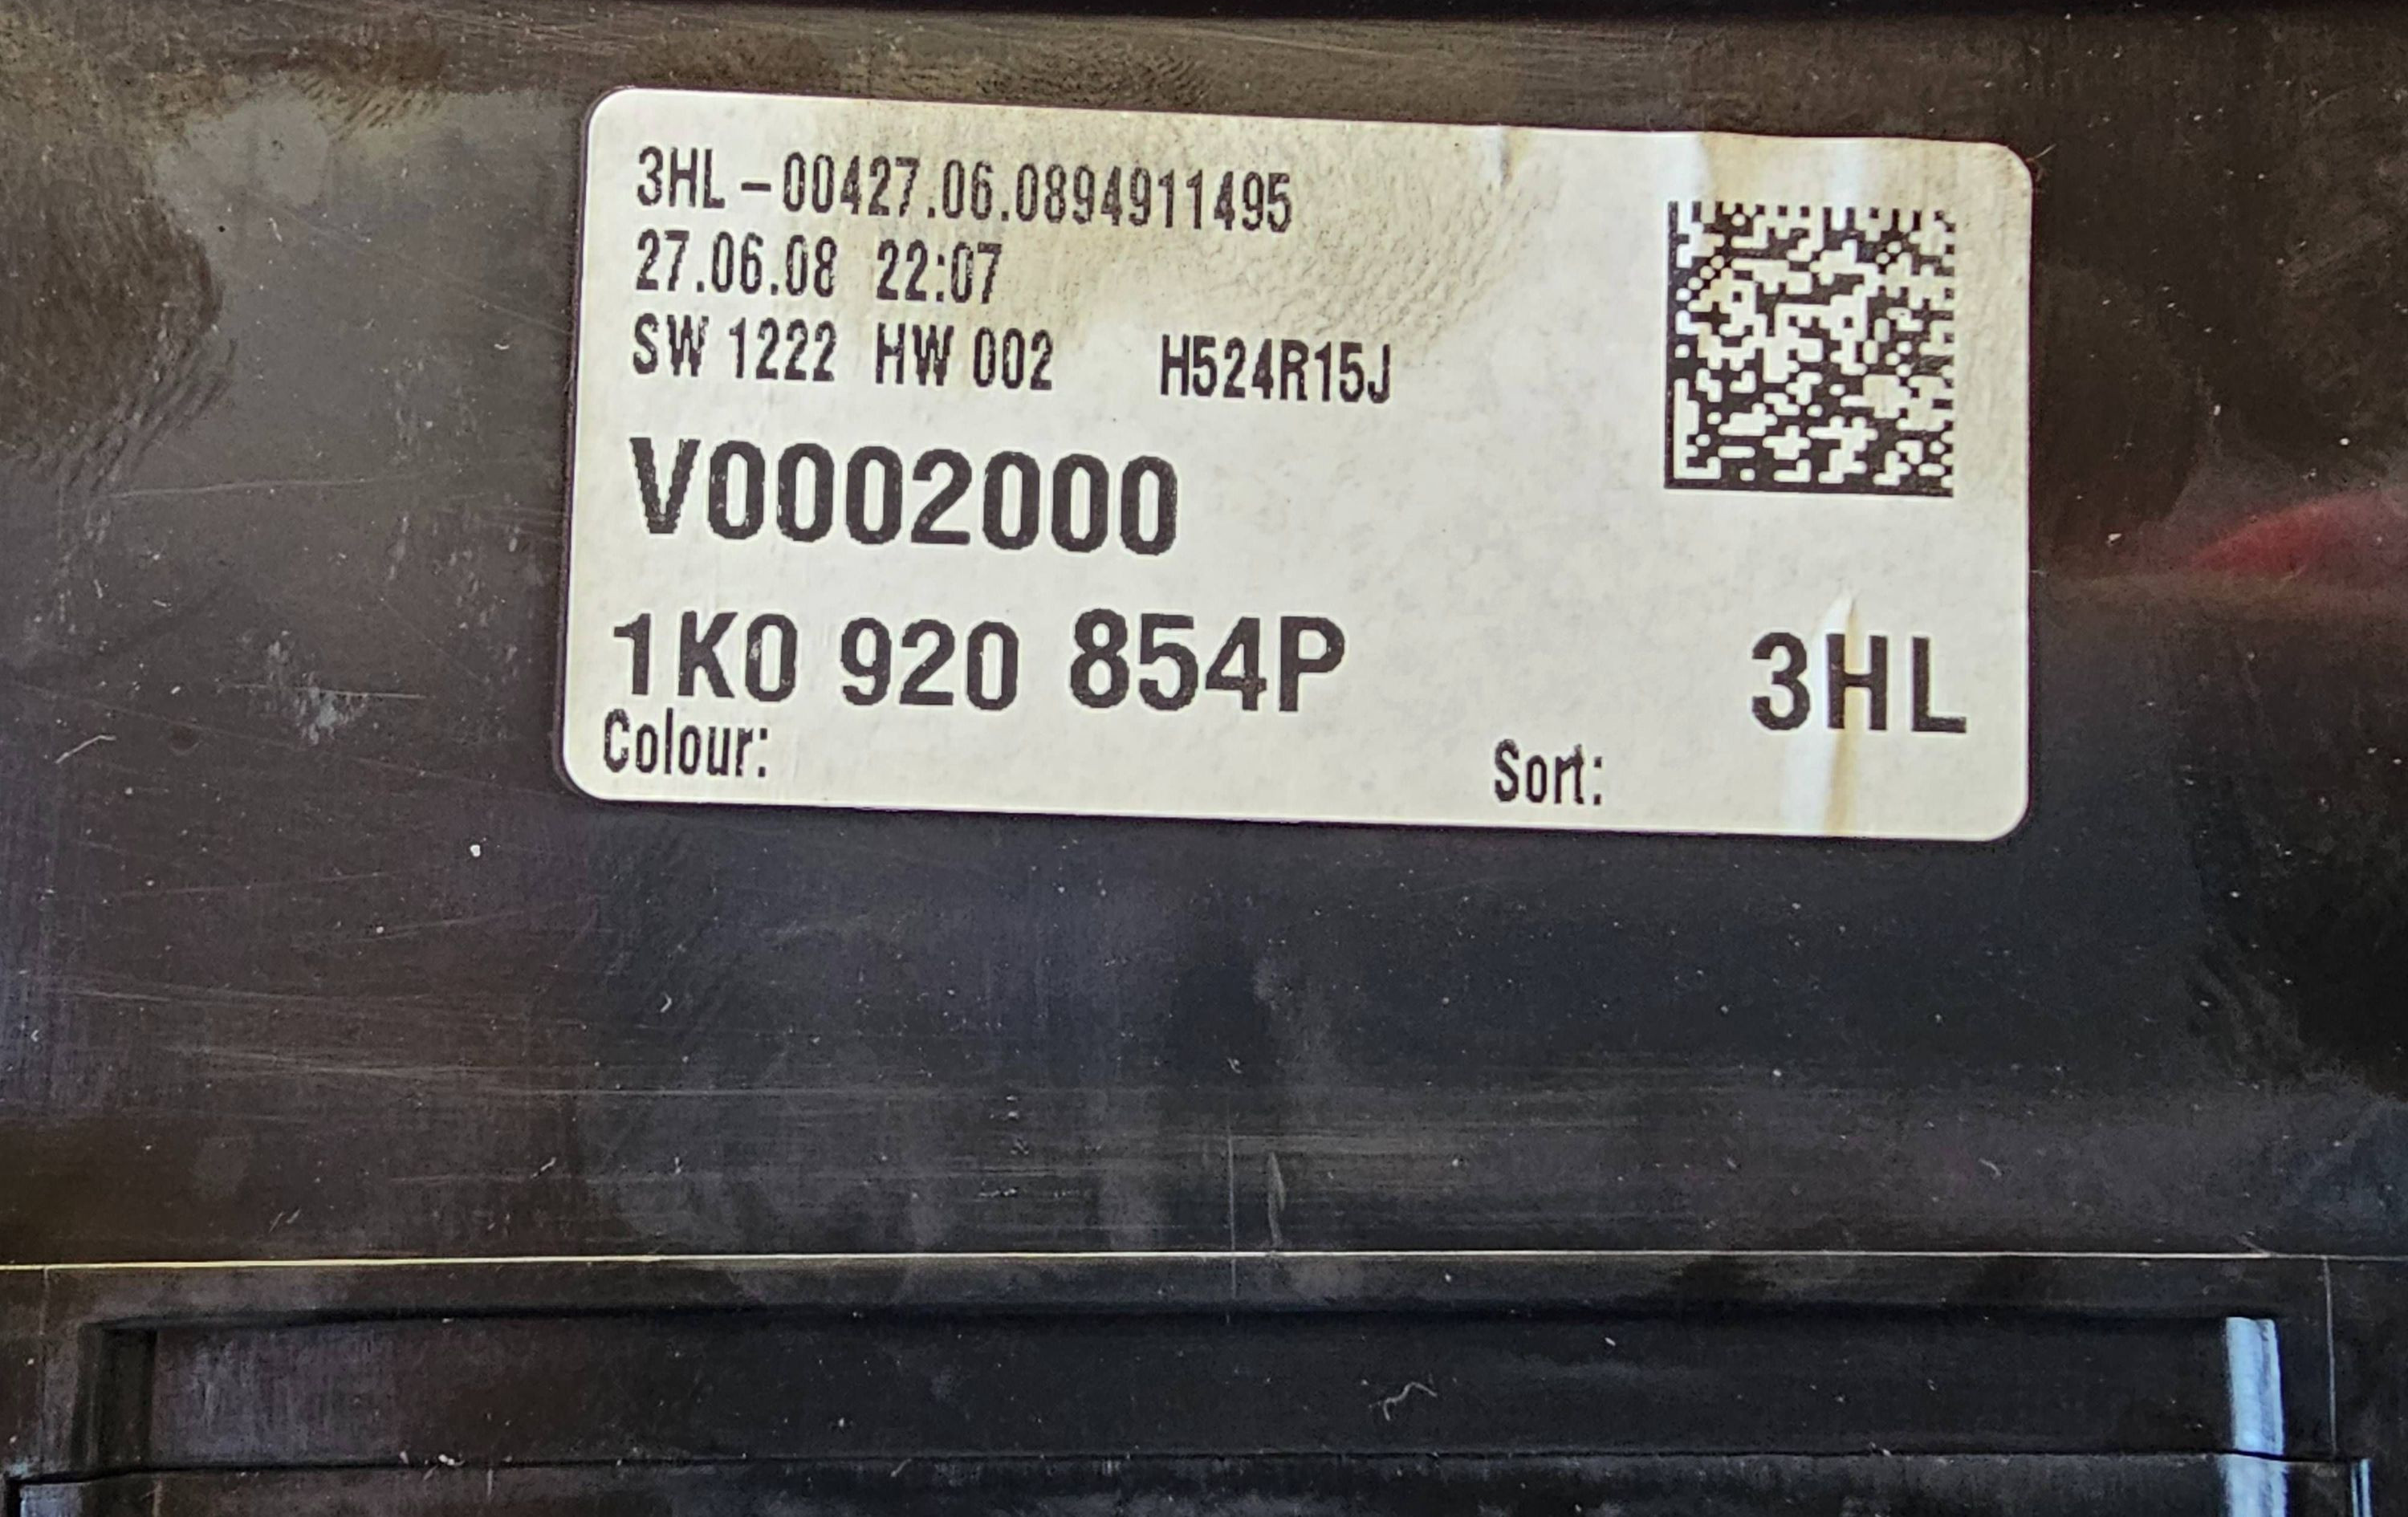 3HL-00427.06.0894911495
27.06.08 22:07
SW 1222 HW 002 H524R15J
V0002000
1K0 920 854P 3HL
Colour: Sort: